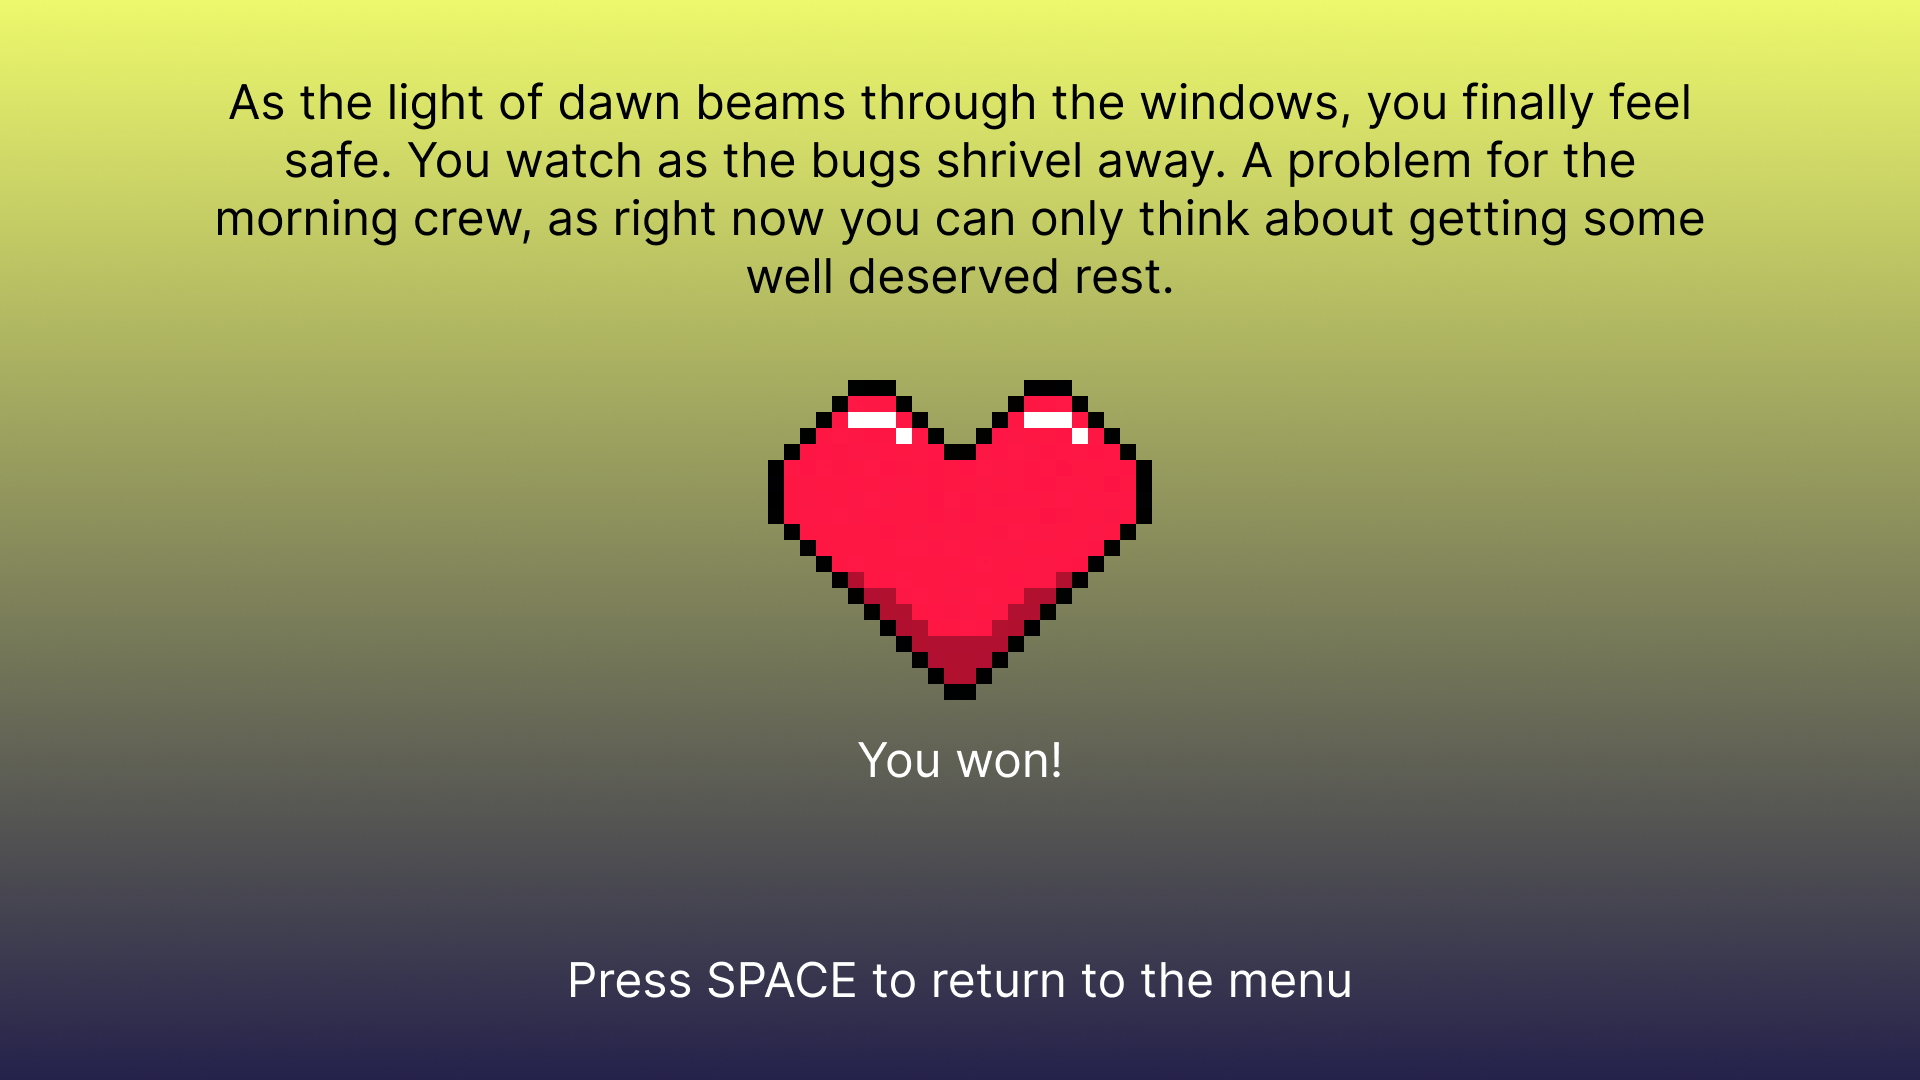 As the light of dawn beams through the windows, you finally feel
safe. You watch as the bugs shrivel away. A problem for the
morning crew, as right now you can only think about getting some
well deserved rest.
You won!
Press SPACE to return to the menu